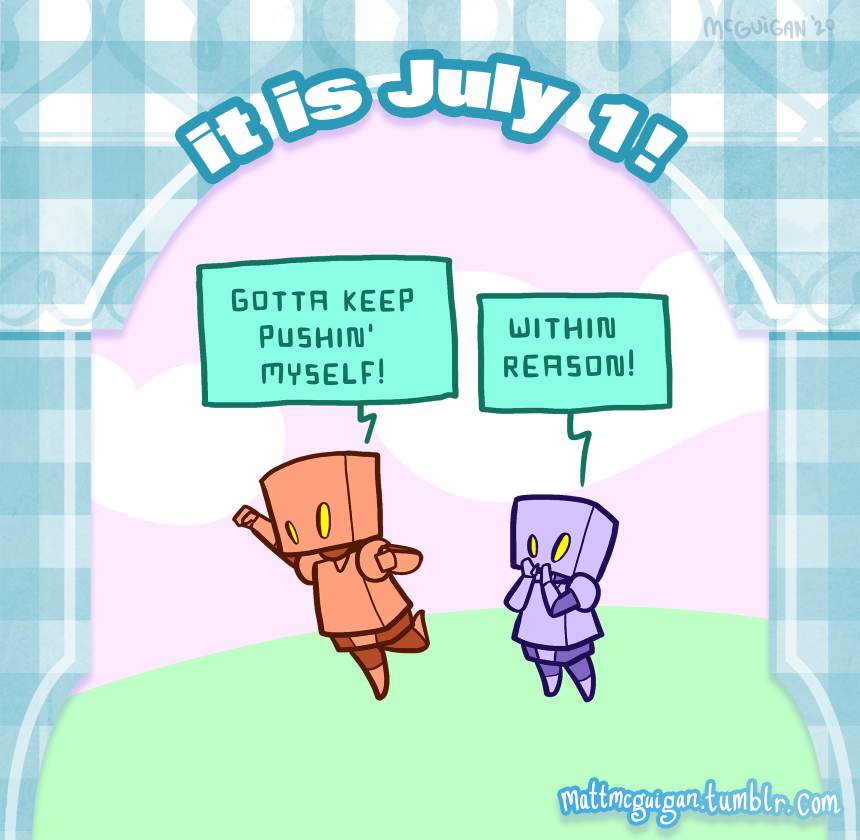 McGUiGAN '20
it is July 1!
GOTTA KEEP
PUSHIN'
MYSELF!
WITHIN
REASON!
mattmcguigan.tumblr.com